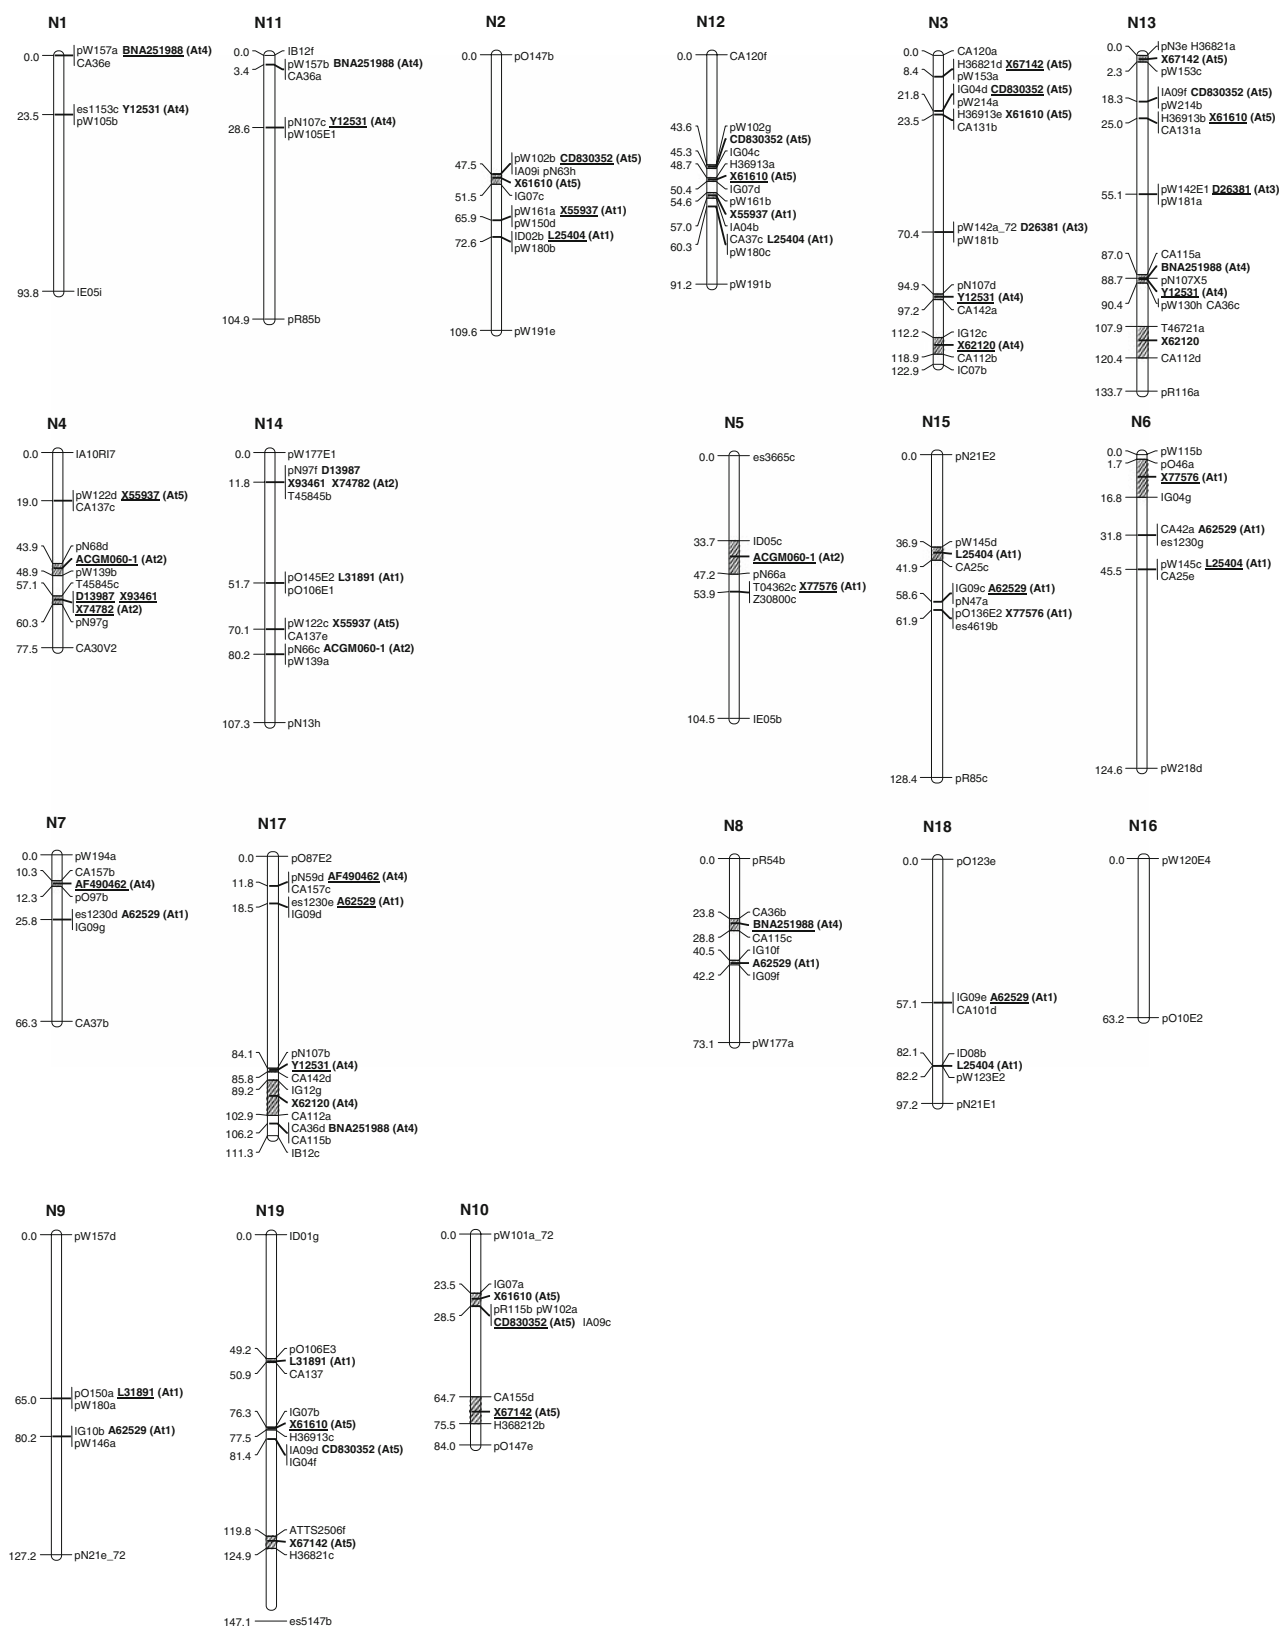 N1
0.0 pW157a BNA251988 (At4)
CA36e
23.5 es1153c Y12531 (At4)
pW105b
93.8 IE05i
N11
0.0 IB12f
3.4 pW157b BNA251988 (At4)
CA36a
28.6 pN107c Y12531 (At4)
pW105E1
104.9 pR85b
N2
0.0 pO147b
47.5 pW102b CD830352 (At5)
IA09i pN63h
X61610 (At5)
51.5 IG07c
65.9 pW161a X55937 (At1)
pW150d
72.6 ID02b L25404 (At1)
pW180b
109.6 pW191e
N12
0.0 CA120f
43.6 pW102g
CD830352 (At5)
45.3 IG04c
48.7 H36913a
X61610 (At5)
50.4 IG07d
54.6 pW161b
X55937 (At1)
57.0 IA04b
60.3 CA37c L25404 (At1)
pW180c
91.2 pW191b
N3
0.0 CA120a
8.4 H36821d X67142 (At5)
pW153a
21.8 IG04d CD830352 (At5)
pW214a
23.5 H36913e X61610 (At5)
CA131b
70.4 pW142a_72 D26381 (At3)
pW181b
94.9 pN107d
Y12531 (At4)
97.2 CA142a
112.2 IG12c
X62120 (At4)
118.9 CA112b
122.9 IC07b
N13
0.0 pN3e H36821a
X67142 (At5)
2.3 pW153c
18.3 IA09f CD830352 (At5)
pW214b
25.0 H36913b X61610 (At5)
CA131a
55.1 pW142E1 D26381 (At3)
pW181a
87.0 CA115a
BNA251988 (At4)
88.7 pN107X5
Y12531 (At4)
90.4 pW130h CA36c
107.9 T46721a
X62120
120.4 CA112d
133.7 pR116a
N4
0.0 IA10RI7
19.0 pW122d X55937 (At5)
CA137c
43.9 pN68d
ACGM060-1 (At2)
48.9 pW139b
57.1 T45845c
D13987 X93461
X74782 (At2)
60.3 pN97g
77.5 CA30V2
N14
0.0 pW177E1
pN97f D13987
11.8 X93461 X74782 (At2)
T45845b
51.7 pO145E2 L31891 (At1)
pO106E1
70.1 pW122c X55937 (At5)
CA137e
80.2 pN66c ACGM060-1 (At2)
pW139a
107.3 pN13h
N5
0.0 es3665c
33.7 ID05c
ACGM060-1 (At2)
47.2 pN66a
53.9 T04362c X77576 (At1)
Z30800c
104.5 IE05b
N15
0.0 pN21E2
36.9 pW145d
L25404 (At1)
41.9 CA25c
58.6 IG09c A62529 (At1)
pN47a
61.9 pO136E2 X77576 (At1)
es4619b
128.4 pR85c
N6
0.0 pW115b
1.7 pO46a
X77576 (At1)
16.8 IG04g
31.8 CA42a A62529 (At1)
es1230g
45.5 pW145c L25404 (At1)
CA25e
124.6 pW218d
N7
0.0 pW194a
10.3 CA157b
AF490462 (At4)
12.3 pO97b
25.8 es1230d A62529 (At1)
IG09g
66.3 CA37b
N17
0.0 pO87E2
11.8 pN59d AF490462 (At4)
CA157c
18.5 es1230e A62529 (At1)
IG09d
84.1 pN107b
Y12531 (At4)
85.8 CA142d
89.2 IG12g
X62120 (At4)
102.9 CA112a
106.2 CA36d BNA251988 (At4)
CA115b
111.3 IB12c
N8
0.0 pR54b
23.8 CA36b
BNA251988 (At4)
28.8 CA115c
40.5 IG10f
A62529 (At1)
42.2 IG09f
73.1 pW177a
N18
0.0 pO123e
57.1 IG09e A62529 (At1)
CA101d
82.1 ID08b
L25404 (At1)
82.2 pW123E2
97.2 pN21E1
N16
0.0 pW120E4
63.2 pO10E2
N9
0.0 pW157d
65.0 pO150a L31891 (At1)
pW180a
80.2 IG10b A62529 (At1)
pW146a
127.2 pN21e_72
N19
0.0 ID01g
49.2 pO106E3
L31891 (At1)
50.9 CA137
76.3 IG07b
X61610 (At5)
77.5 H36913c
81.4 IA09d CD830352 (At5)
IG04f
119.8 ATTS2506f
X67142 (At5)
124.9 H36821c
147.1 es5147b
N10
0.0 pW101a_72
23.5 IG07a
X61610 (At5)
28.5 pR115b pW102a
CD830352 (At5) IA09c
64.7 CA155d
X67142 (At5)
75.5 H368212b
84.0 pO147e